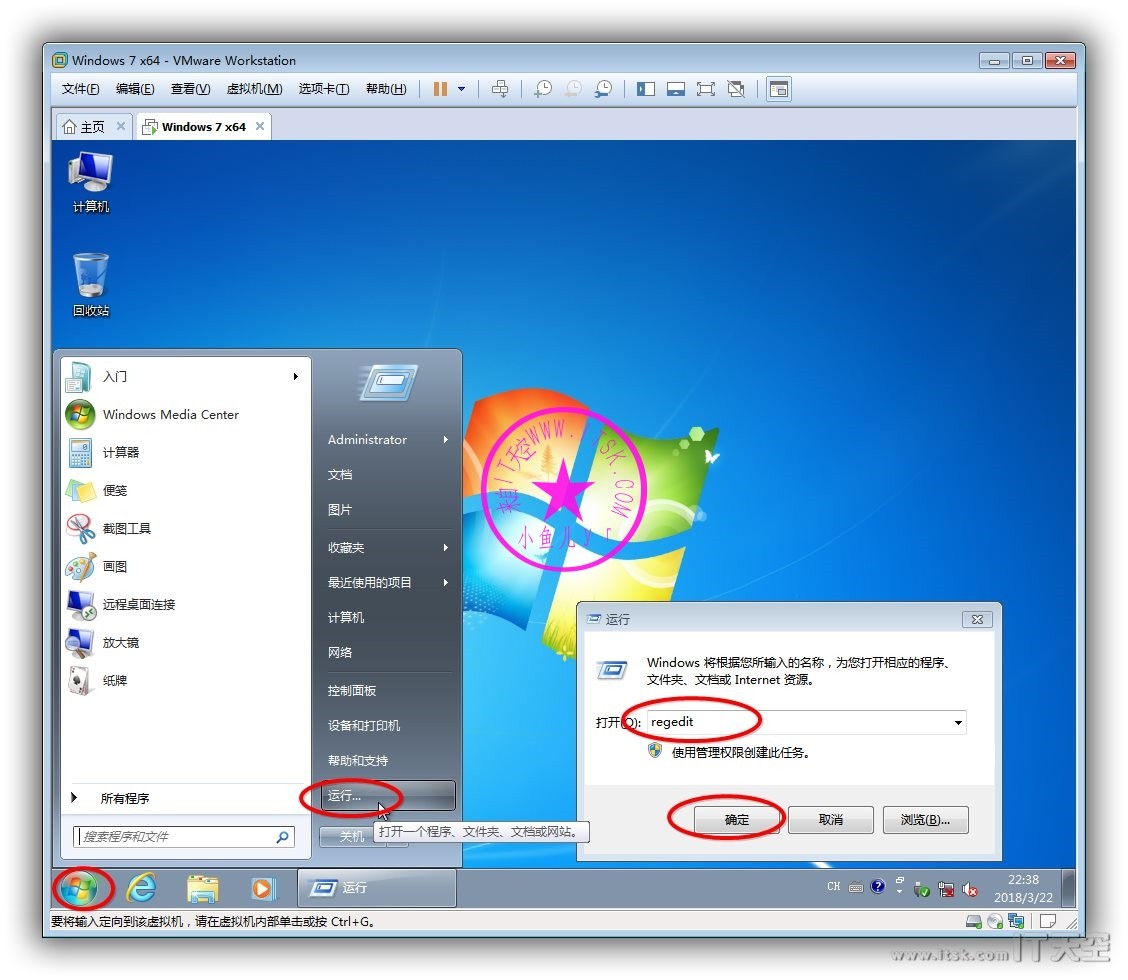 Windows 7 x64 - VMware Workstation
文件(F) 编辑(E) 查看(V) 虚拟机(M) 选项卡(T) 帮助(H)
主页 Windows 7 x64
计算机
回收站
入门
Windows Media Center
计算器
便笺
截图工具
画图
远程桌面连接
放大镜
纸牌
所有程序
搜索程序和文件
Administrator
文档
图片
收藏夹
最近使用的项目
计算机
网络
控制面板
设备和打印机
帮助和支持
运行...
关机
打开一个程序、文件夹、文档或网站。
来自IT天空WWW.ITSK.COM
小鱼儿yr
运行
Windows 将根据您所输入的名称，为您打开相应的程序、
文件夹、文档或 Internet 资源。
打开(O): regedit
使用管理权限创建此任务。
确定 取消 浏览(B)...
运行
CH
22:38
2018/3/22
要将输入定向到该虚拟机，请在虚拟机内部单击或按 Ctrl+G。
www.itsk.com IT天空